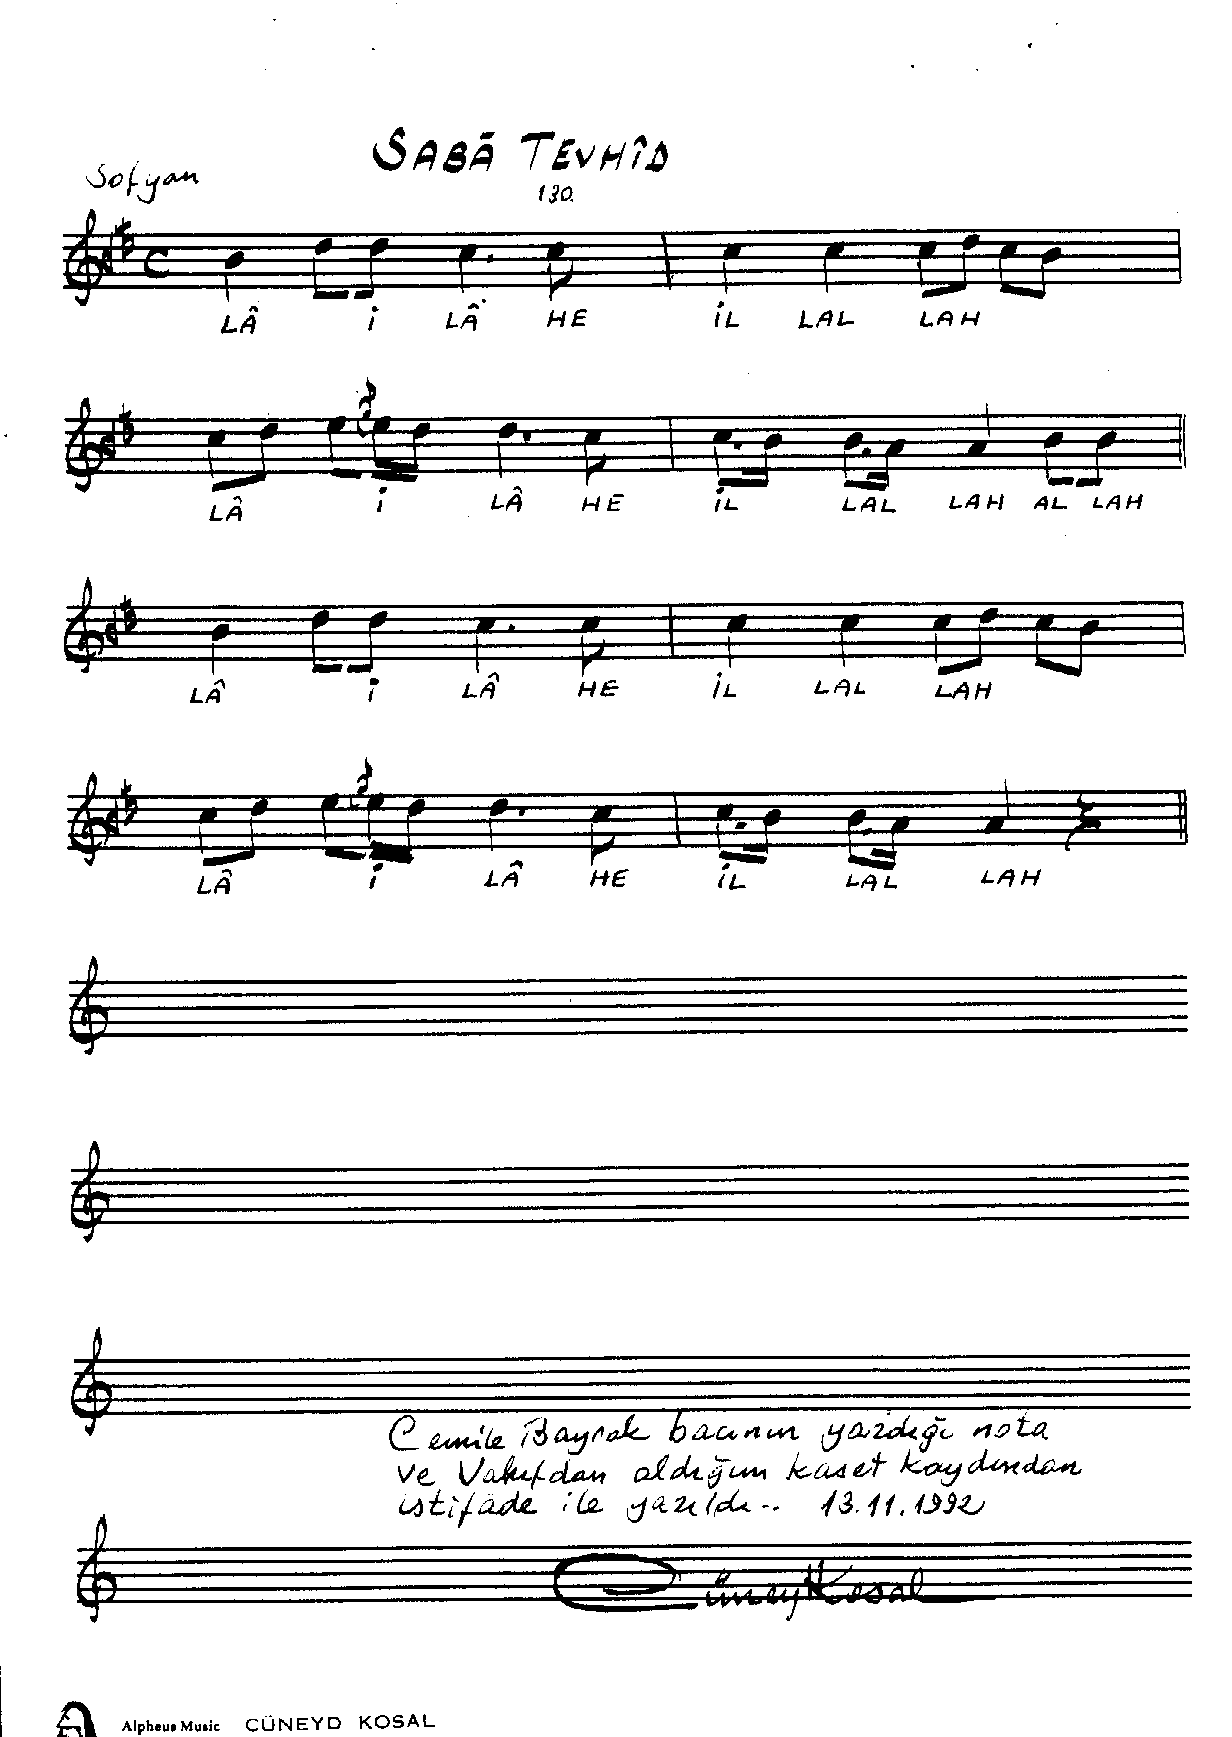 SABÂ TEVHÎD
Sofyan
130.
LÂ İ LÂ HE İL LAL LAH
LÂ İ LÂ HE İL LAL LAH AL LAH
LÂ İ LÂ HE İL LAL LAH
LÂ İ LÂ HE İL LAL LAH
Cemile Bayrak bacının yazdığı nota
ve Vakıfdan aldığım kaset kaydından
istifade ile yazıldı.. 13.11.1992
Cüneyd Kosal
Alpheus Music CÜNEYD KOSAL